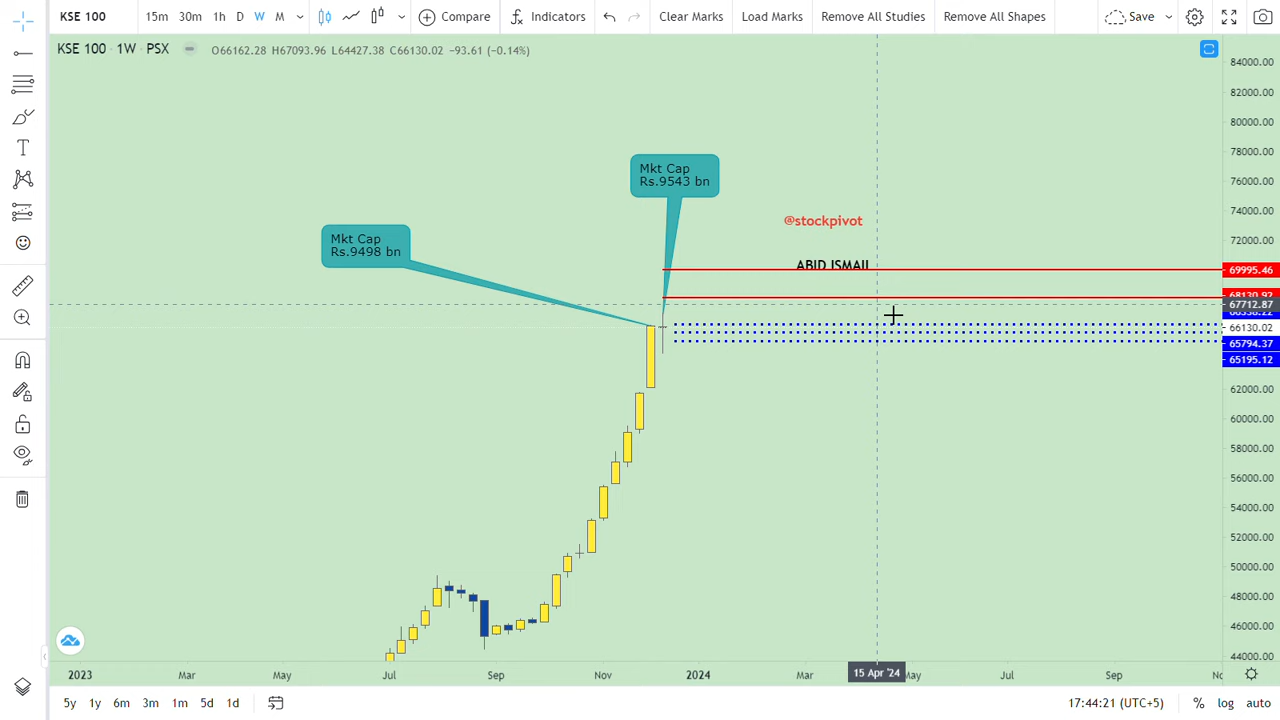 KSE 100 15m 30m 1h D W M Compare Indicators Clear Marks Load Marks Remove All Studies Remove All Shapes Save
KSE 100 · 1W · PSX O66162.28 H67093.96 L64427.38 C66130.02 −93.61 (−0.14%)
84000.00
82000.00
80000.00
78000.00
Mkt Cap
Rs.9543 bn
76000.00
74000.00
@stockpivot
Mkt Cap
Rs.9498 bn
72000.00
ABID ISMAIL
69995.46
68130.92
67712.87
66130.02
65794.37
65195.12
62000.00
60000.00
58000.00
56000.00
54000.00
52000.00
50000.00
48000.00
46000.00
44000.00
2023 Mar May Jul Sep Nov 2024 Mar 15 Apr '24 May Jul Sep
5y 1y 6m 3m 1m 5d 1d 17:44:21 (UTC+5) % log auto